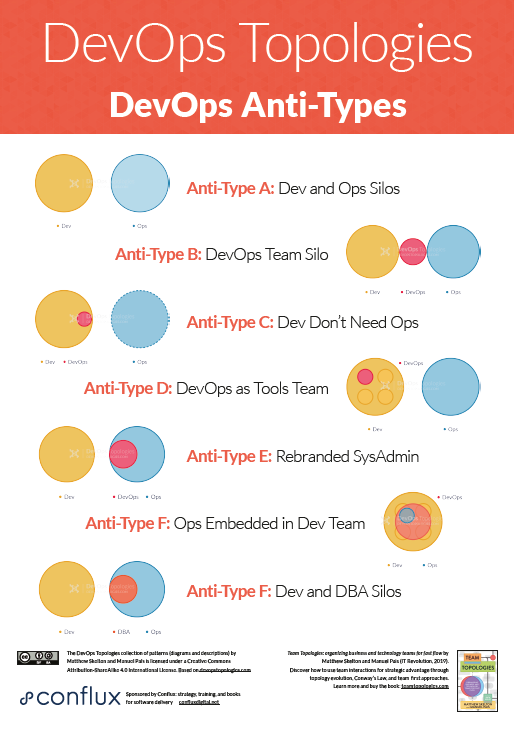 DevOps Topologies
DevOps Anti-Types
Anti-Type A: Dev and Ops Silos
Dev
Ops
Anti-Type B: DevOps Team Silo
Dev
DevOps
Ops
Anti-Type C: Dev Don't Need Ops
Dev
DevOps
Ops
DevOps
Anti-Type D: DevOps as Tools Team
Dev
Ops
Anti-Type E: Rebranded SysAdmin
Dev
DevOps
Ops
DevOps
Anti-Type F: Ops Embedded in Dev Team
Dev
Ops
Anti-Type F: Dev and DBA Silos
Dev
DBA
Ops
The DevOps Topologies collection of patterns (diagrams and descriptions) by
Matthew Skelton and Manuel Pais is licensed under a Creative Commons
Attribution-ShareAlike 4.0 International License. Based on devopstopologies.com
conflux
Sponsored by Conflux: strategy, training, and books
for software delivery confluxdigital.net
Team Topologies: organizing business and technology teams for fast flow by
Matthew Skelton and Manuel Pais (IT Revolution, 2019).
Discover how to use team interactions for strategic advantage through
topology evolution, Conway's Law, and team first approaches.
Learn more and buy the book: teamtopologies.com
TEAM
TOPOLOGIES
MATTHEW SKELTON